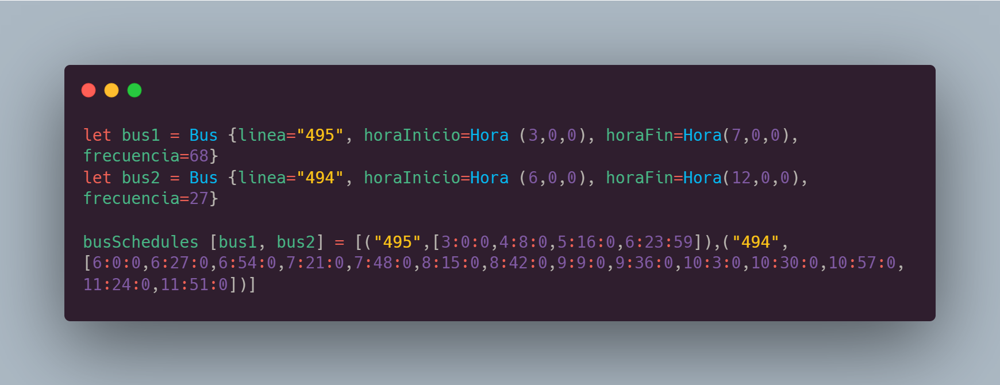 let bus1 = Bus {linea="495", horaInicio=Hora (3,0,0), horaFin=Hora(7,0,0),
frecuencia=68}
let bus2 = Bus {linea="494", horaInicio=Hora (6,0,0), horaFin=Hora(12,0,0),
frecuencia=27}
busSchedules [bus1, bus2] = [("495",[3:0:0,4:8:0,5:16:0,6:23:59]),("494",
[6:0:0,6:27:0,6:54:0,7:21:0,7:48:0,8:15:0,8:42:0,9:9:0,9:36:0,10:3:0,10:30:0,10:57:0,
11:24:0,11:51:0])]